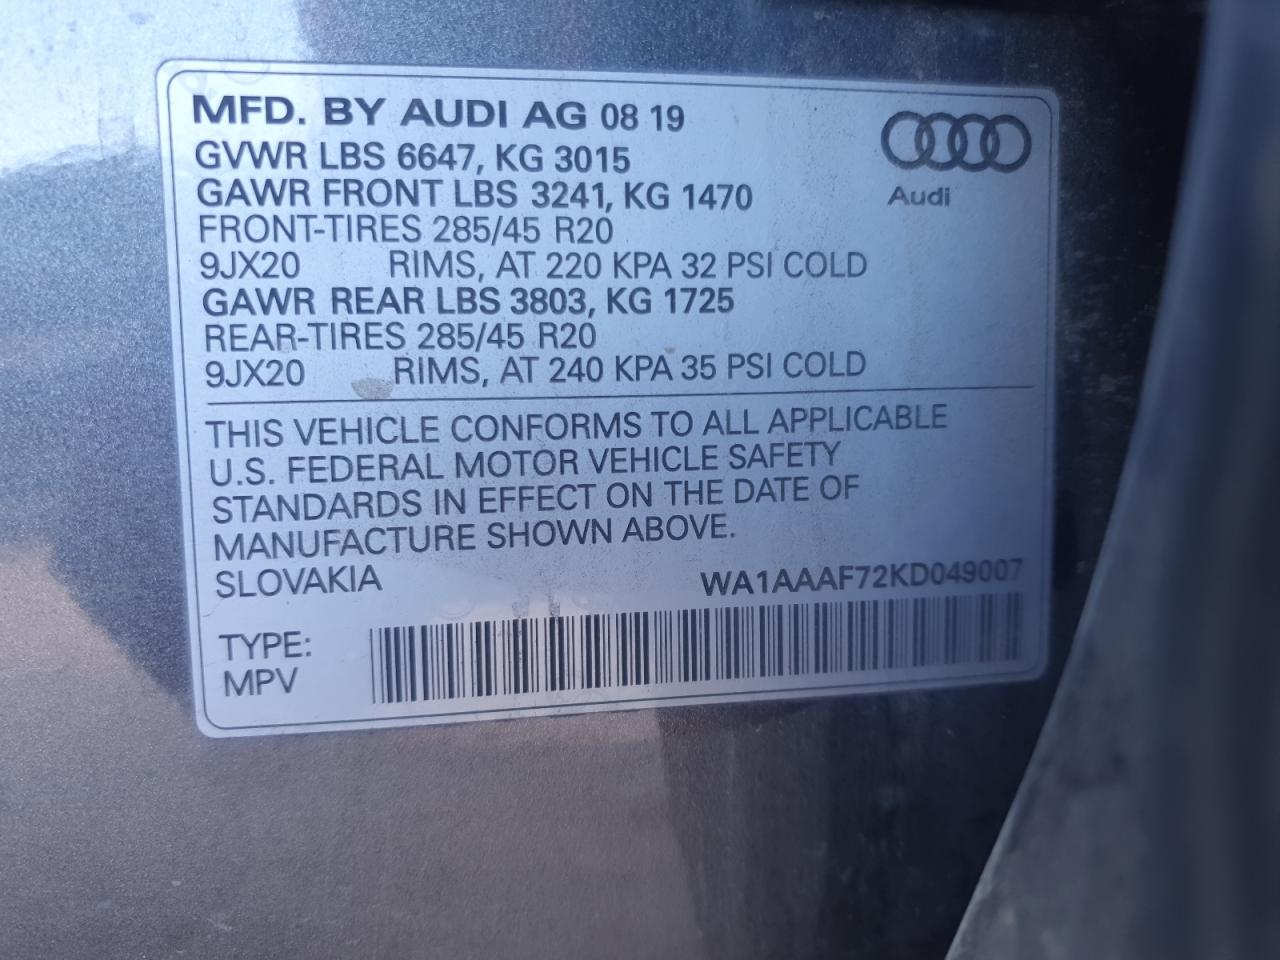 MFD. BY AUDI AG 08 19
GVWR LBS 6647, KG 3015
GAWR FRONT LBS 3241, KG 1470
FRONT-TIRES 285/45 R20
9JX20 RIMS, AT 220 KPA 32 PSI COLD
GAWR REAR LBS 3803, KG 1725
REAR-TIRES 285/45 R20
9JX20 RIMS, AT 240 KPA 35 PSI COLD
Audi
THIS VEHICLE CONFORMS TO ALL APPLICABLE
U.S. FEDERAL MOTOR VEHICLE SAFETY
STANDARDS IN EFFECT ON THE DATE OF
MANUFACTURE SHOWN ABOVE.
SLOVAKIA WA1AAAF72KD049007
TYPE:
MPV